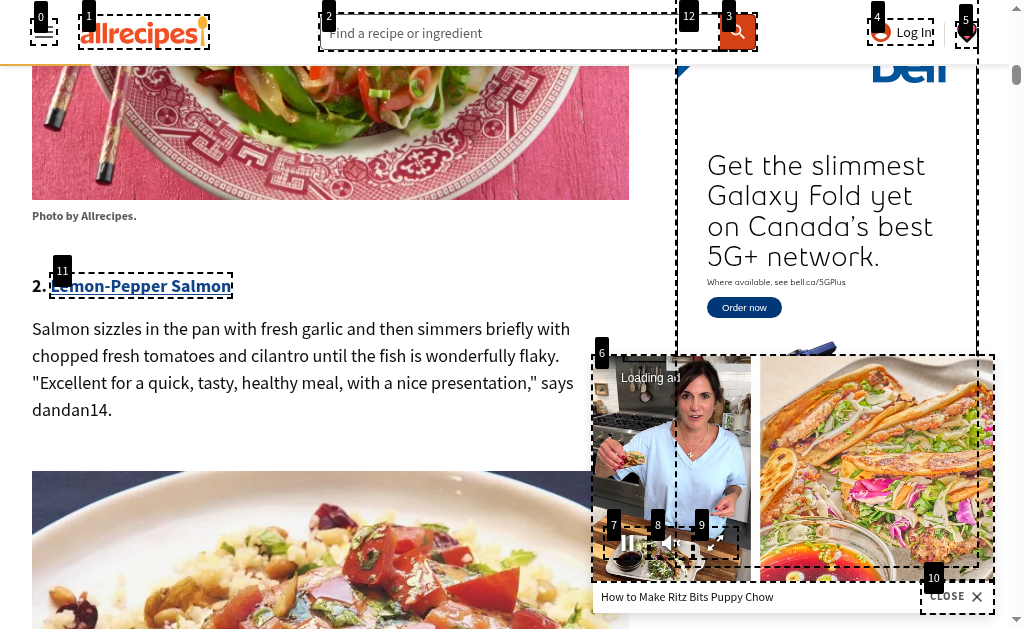 0
1
2
12
3
4
5
allrecipes
Find a recipe or ingredient
Log In
Bell
Get the slimmest
Galaxy Fold yet
on Canada's best
5G+ network.
Where available, see bell.ca/5GPlus
Order now
Photo by Allrecipes.
11
2. Lemon-Pepper Salmon
Salmon sizzles in the pan with fresh garlic and then simmers briefly with
chopped fresh tomatoes and cilantro until the fish is wonderfully flaky.
"Excellent for a quick, tasty, healthy meal, with a nice presentation," says
dandan14.
6
Loading ad
7
8
9
10
How to Make Ritz Bits Puppy Chow
CLOSE